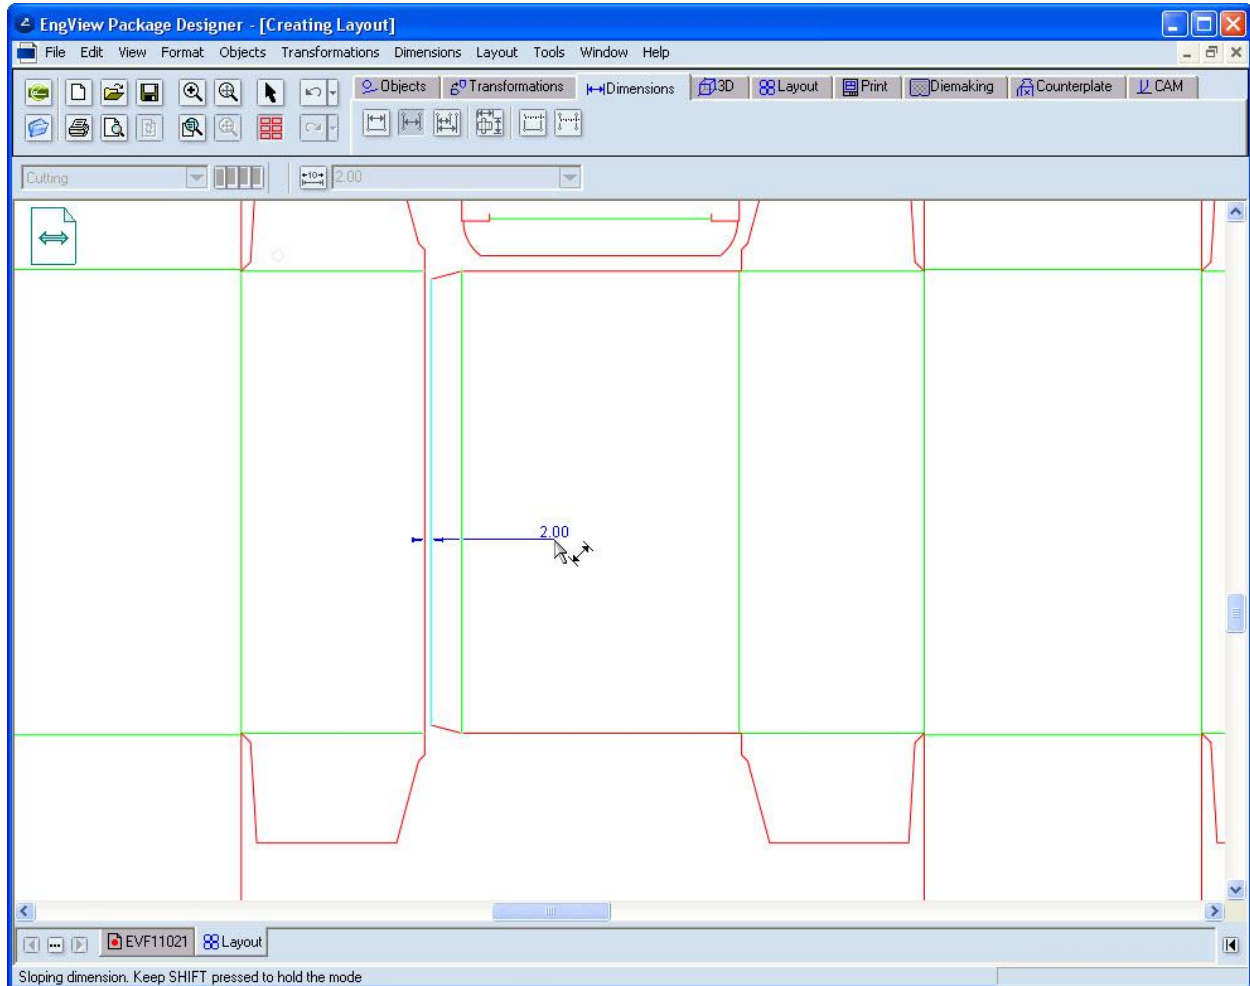 EngView Package Designer - [Creating Layout]
File Edit View Format Objects Transformations Dimensions Layout Tools Window Help
Objects Transformations Dimensions 3D Layout Print Diemaking Counterplate CAM
Cutting 10 2.00
2.00
EVF11021 Layout
Sloping dimension. Keep SHIFT pressed to hold the mode